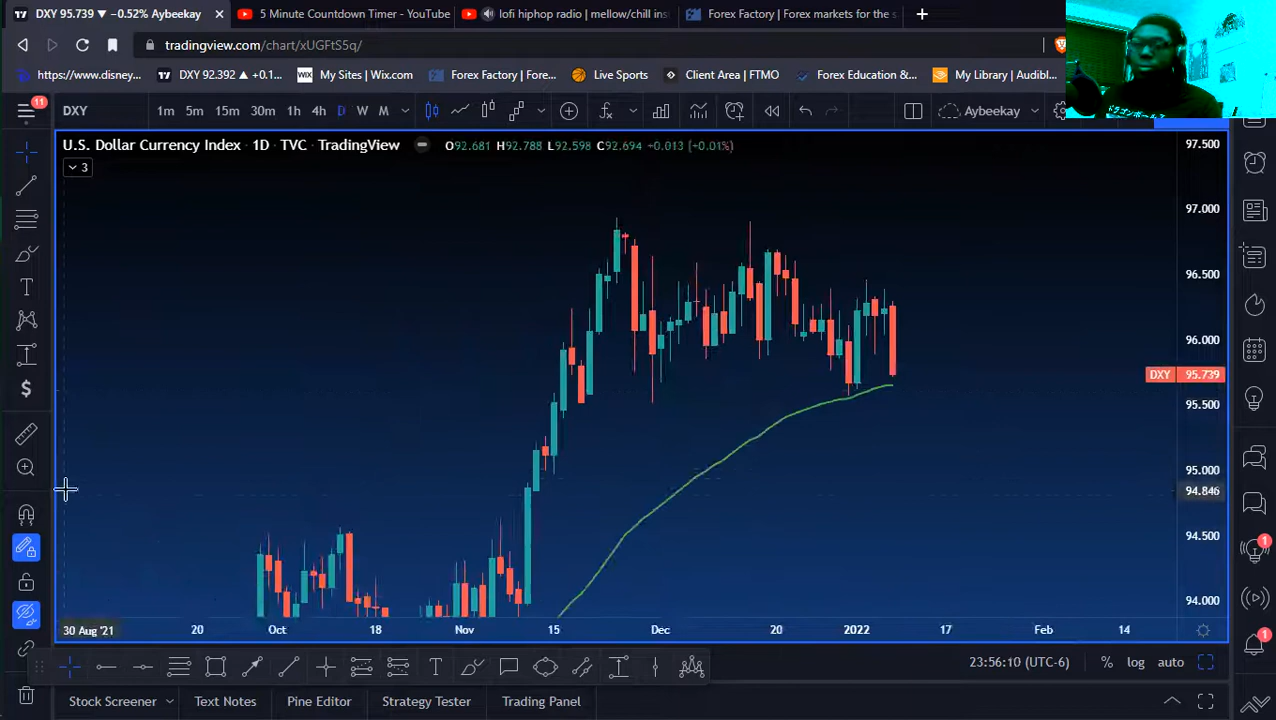 DXY 95.739 ▼ −0.52% Aybeekay
5 Minute Countdown Timer - YouTube
lofi hiphop radio | mellow/chill ins
Forex Factory | Forex markets for the s
tradingview.com/chart/xUGFtS5q/
https://www.disney...
DXY 92.392 ▲ +0.1...
My Sites | Wix.com
Forex Factory | Fore...
Live Sports
Client Area | FTMO
Forex Education &...
My Library | Audibl...
11
DXY
1m 5m 15m 30m 1h 4h D W M
Aybeekay
U.S. Dollar Currency Index · 1D · TVC · TradingView
O92.681 H92.788 L92.598 C92.694 +0.013 (+0.01%)
3
97.500
97.000
96.500
96.000
DXY 95.739
95.500
95.000
94.846
94.500
94.000
30 Aug '21 20 Oct 18 Nov 15 Dec 20 2022 17 Feb 14
23:56:10 (UTC-6) % log auto
Stock Screener Text Notes Pine Editor Strategy Tester Trading Panel
1
1